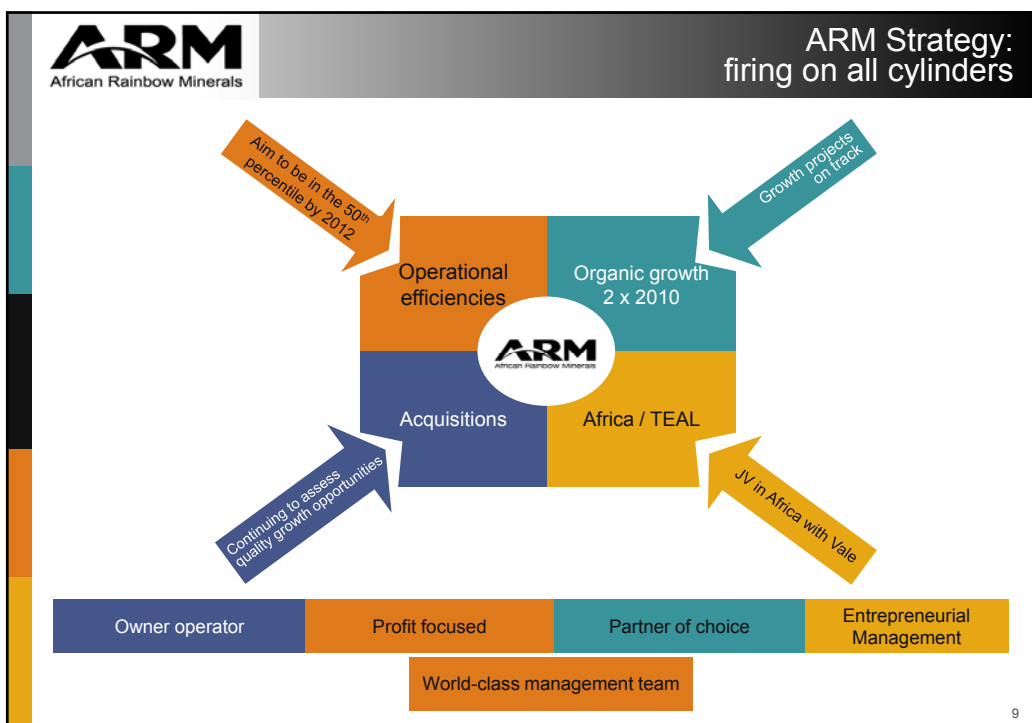 ARM
African Rainbow Minerals
ARM Strategy:
firing on all cylinders
Aim to be in the 50th
percentile by 2012
Growth projects
on track
Operational
efficiencies
Organic growth
2 x 2010
ARM
African Rainbow Minerals
Acquisitions
Africa / TEAL
Continuing to assess
quality growth opportunities
JV in Africa with Vale
Owner operator
Profit focused
Partner of choice
Entrepreneurial
Management
World-class management team
9